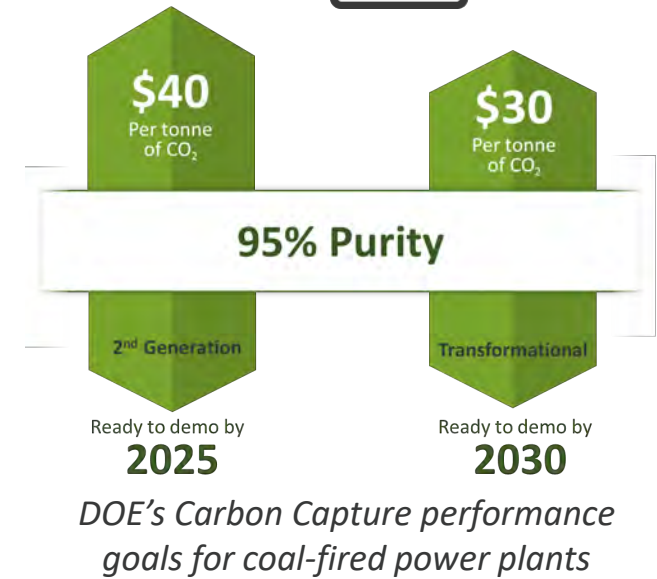 $40
Per tonne
of CO₂
$30
Per tonne
of CO₂
95% Purity
2nd Generation
Transformational
Ready to demo by
2025
Ready to demo by
2030
DOE's Carbon Capture performance
goals for coal-fired power plants